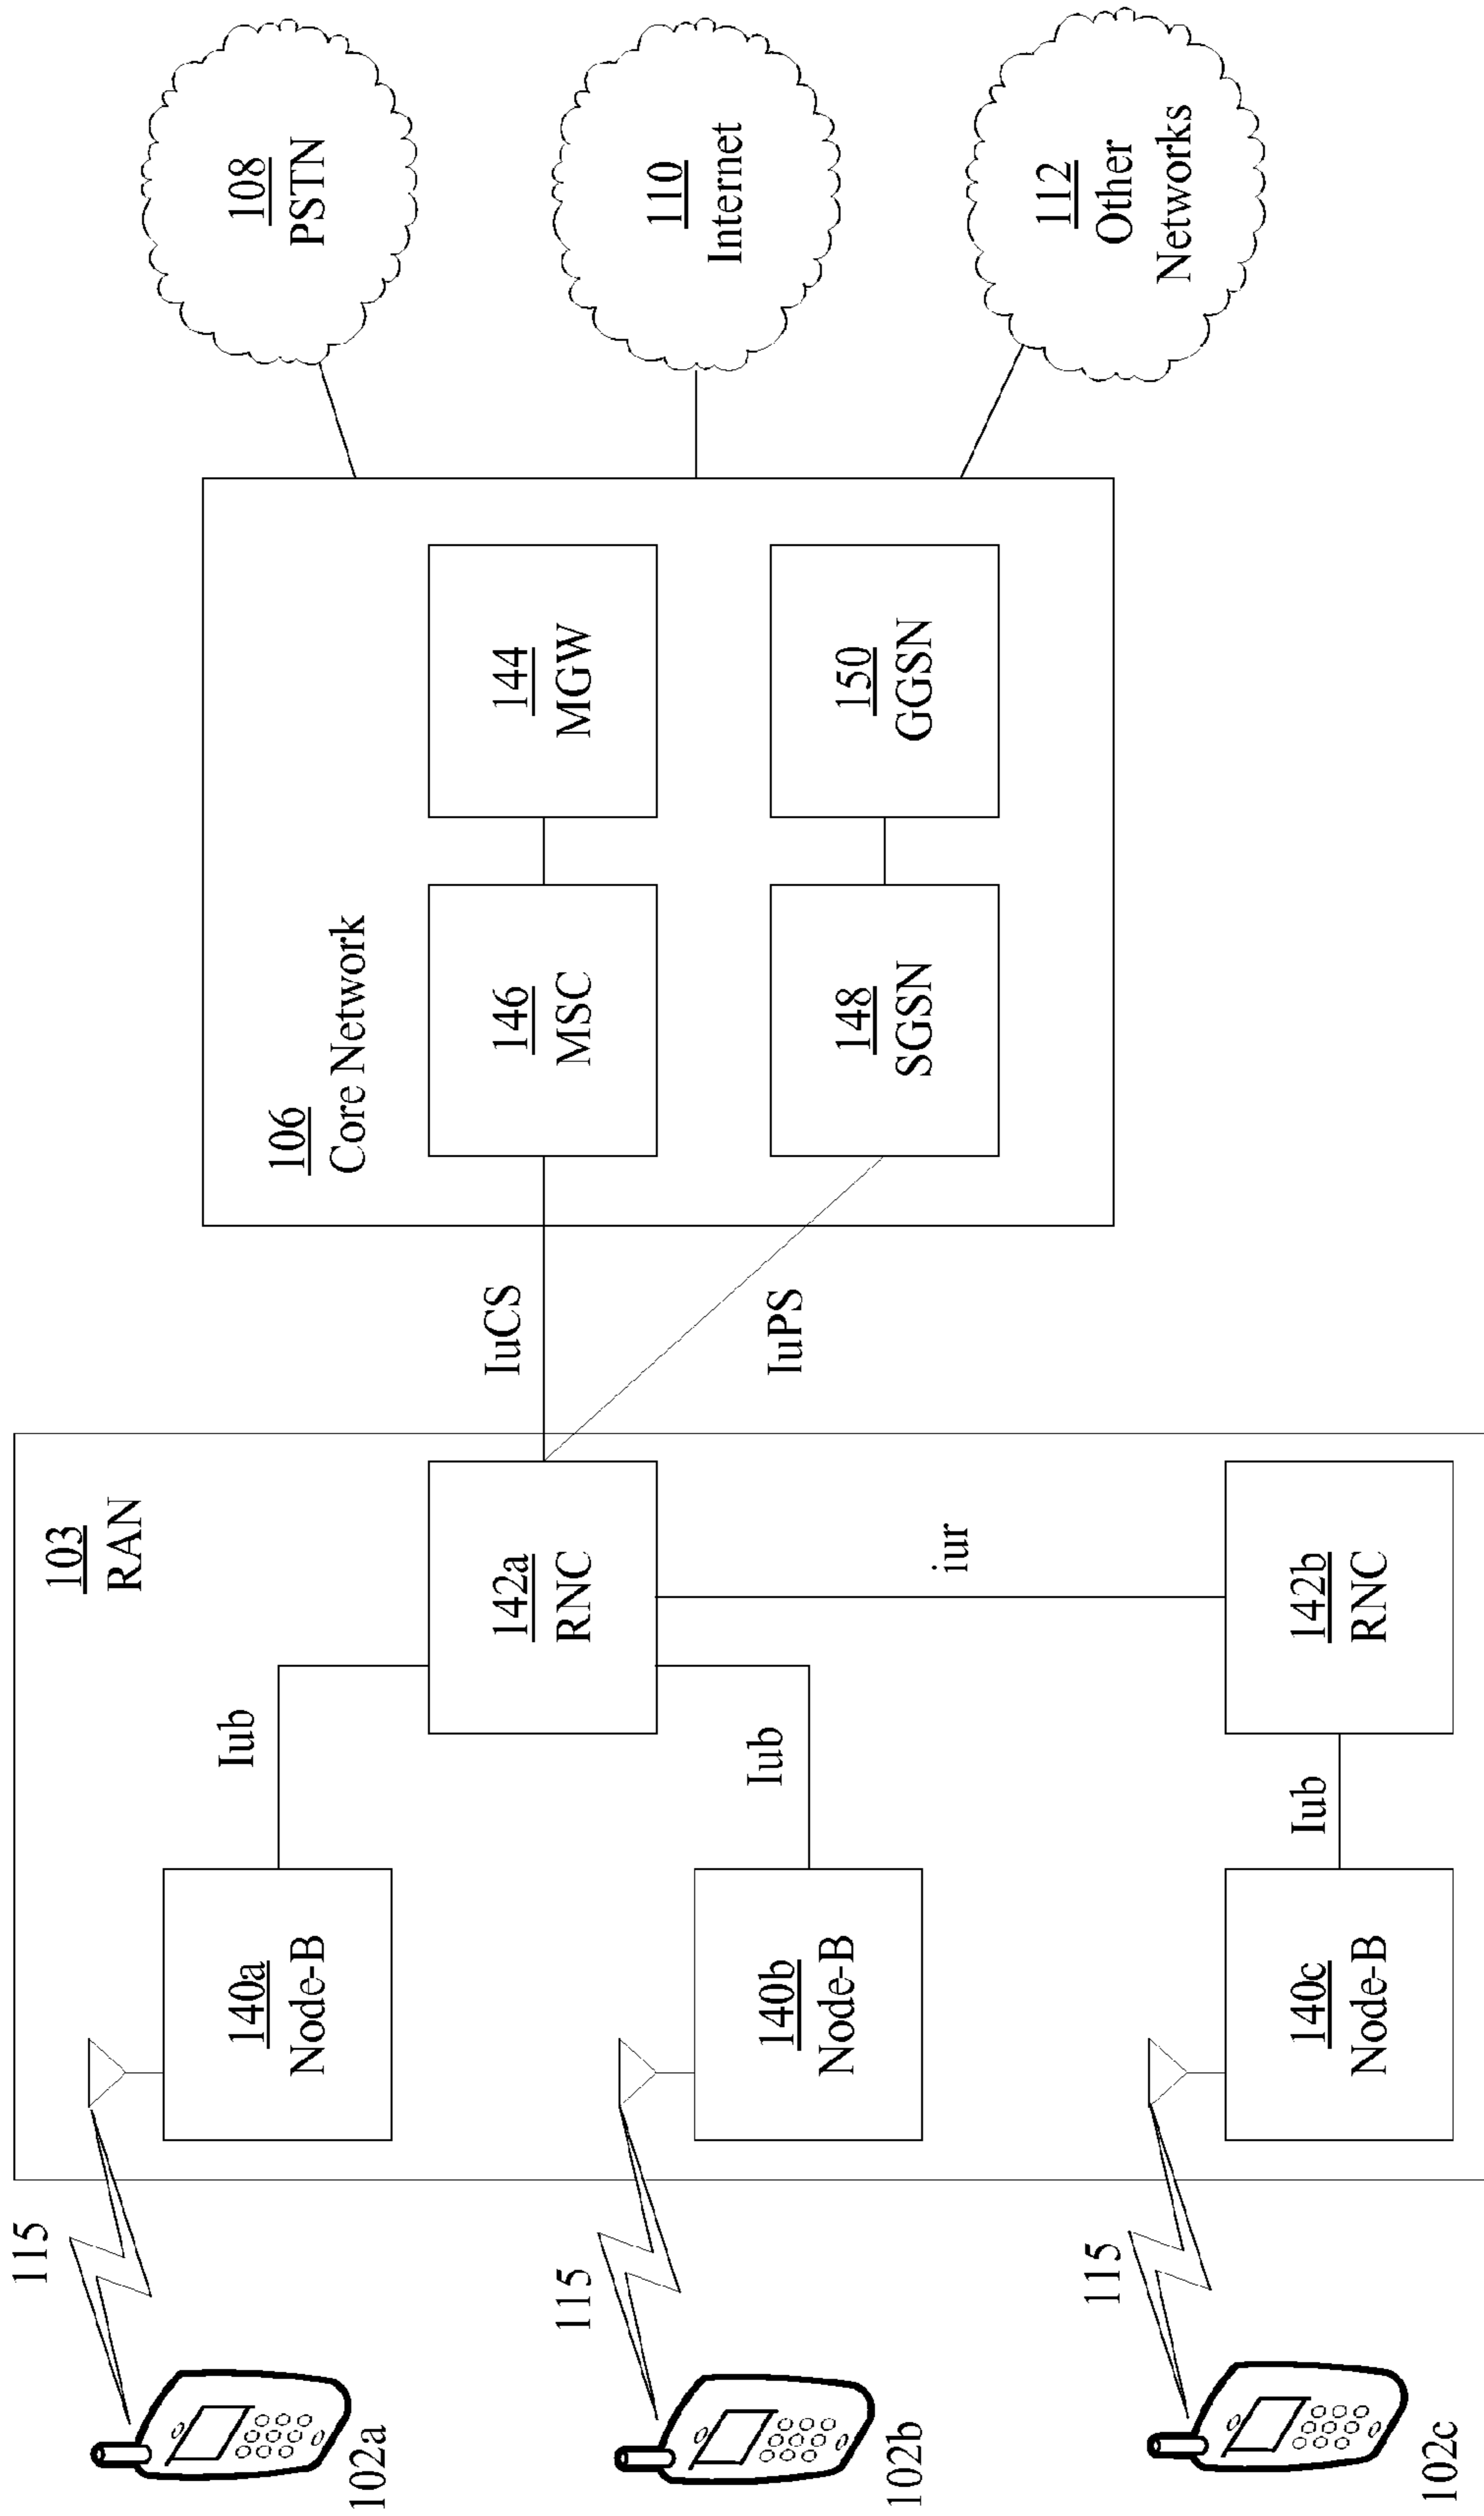 115
102a
115
102b
115
102c
103
RAN
140a
Node-B
140b
Node-B
140c
Node-B
Iub
Iub
Iub
142a
RNC
iur
142b
RNC
IuCS
IuPS
106
Core Network
146
MSC
144
MGW
148
SGSN
150
GGSN
108
PSTN
110
Internet
112
Other
Networks